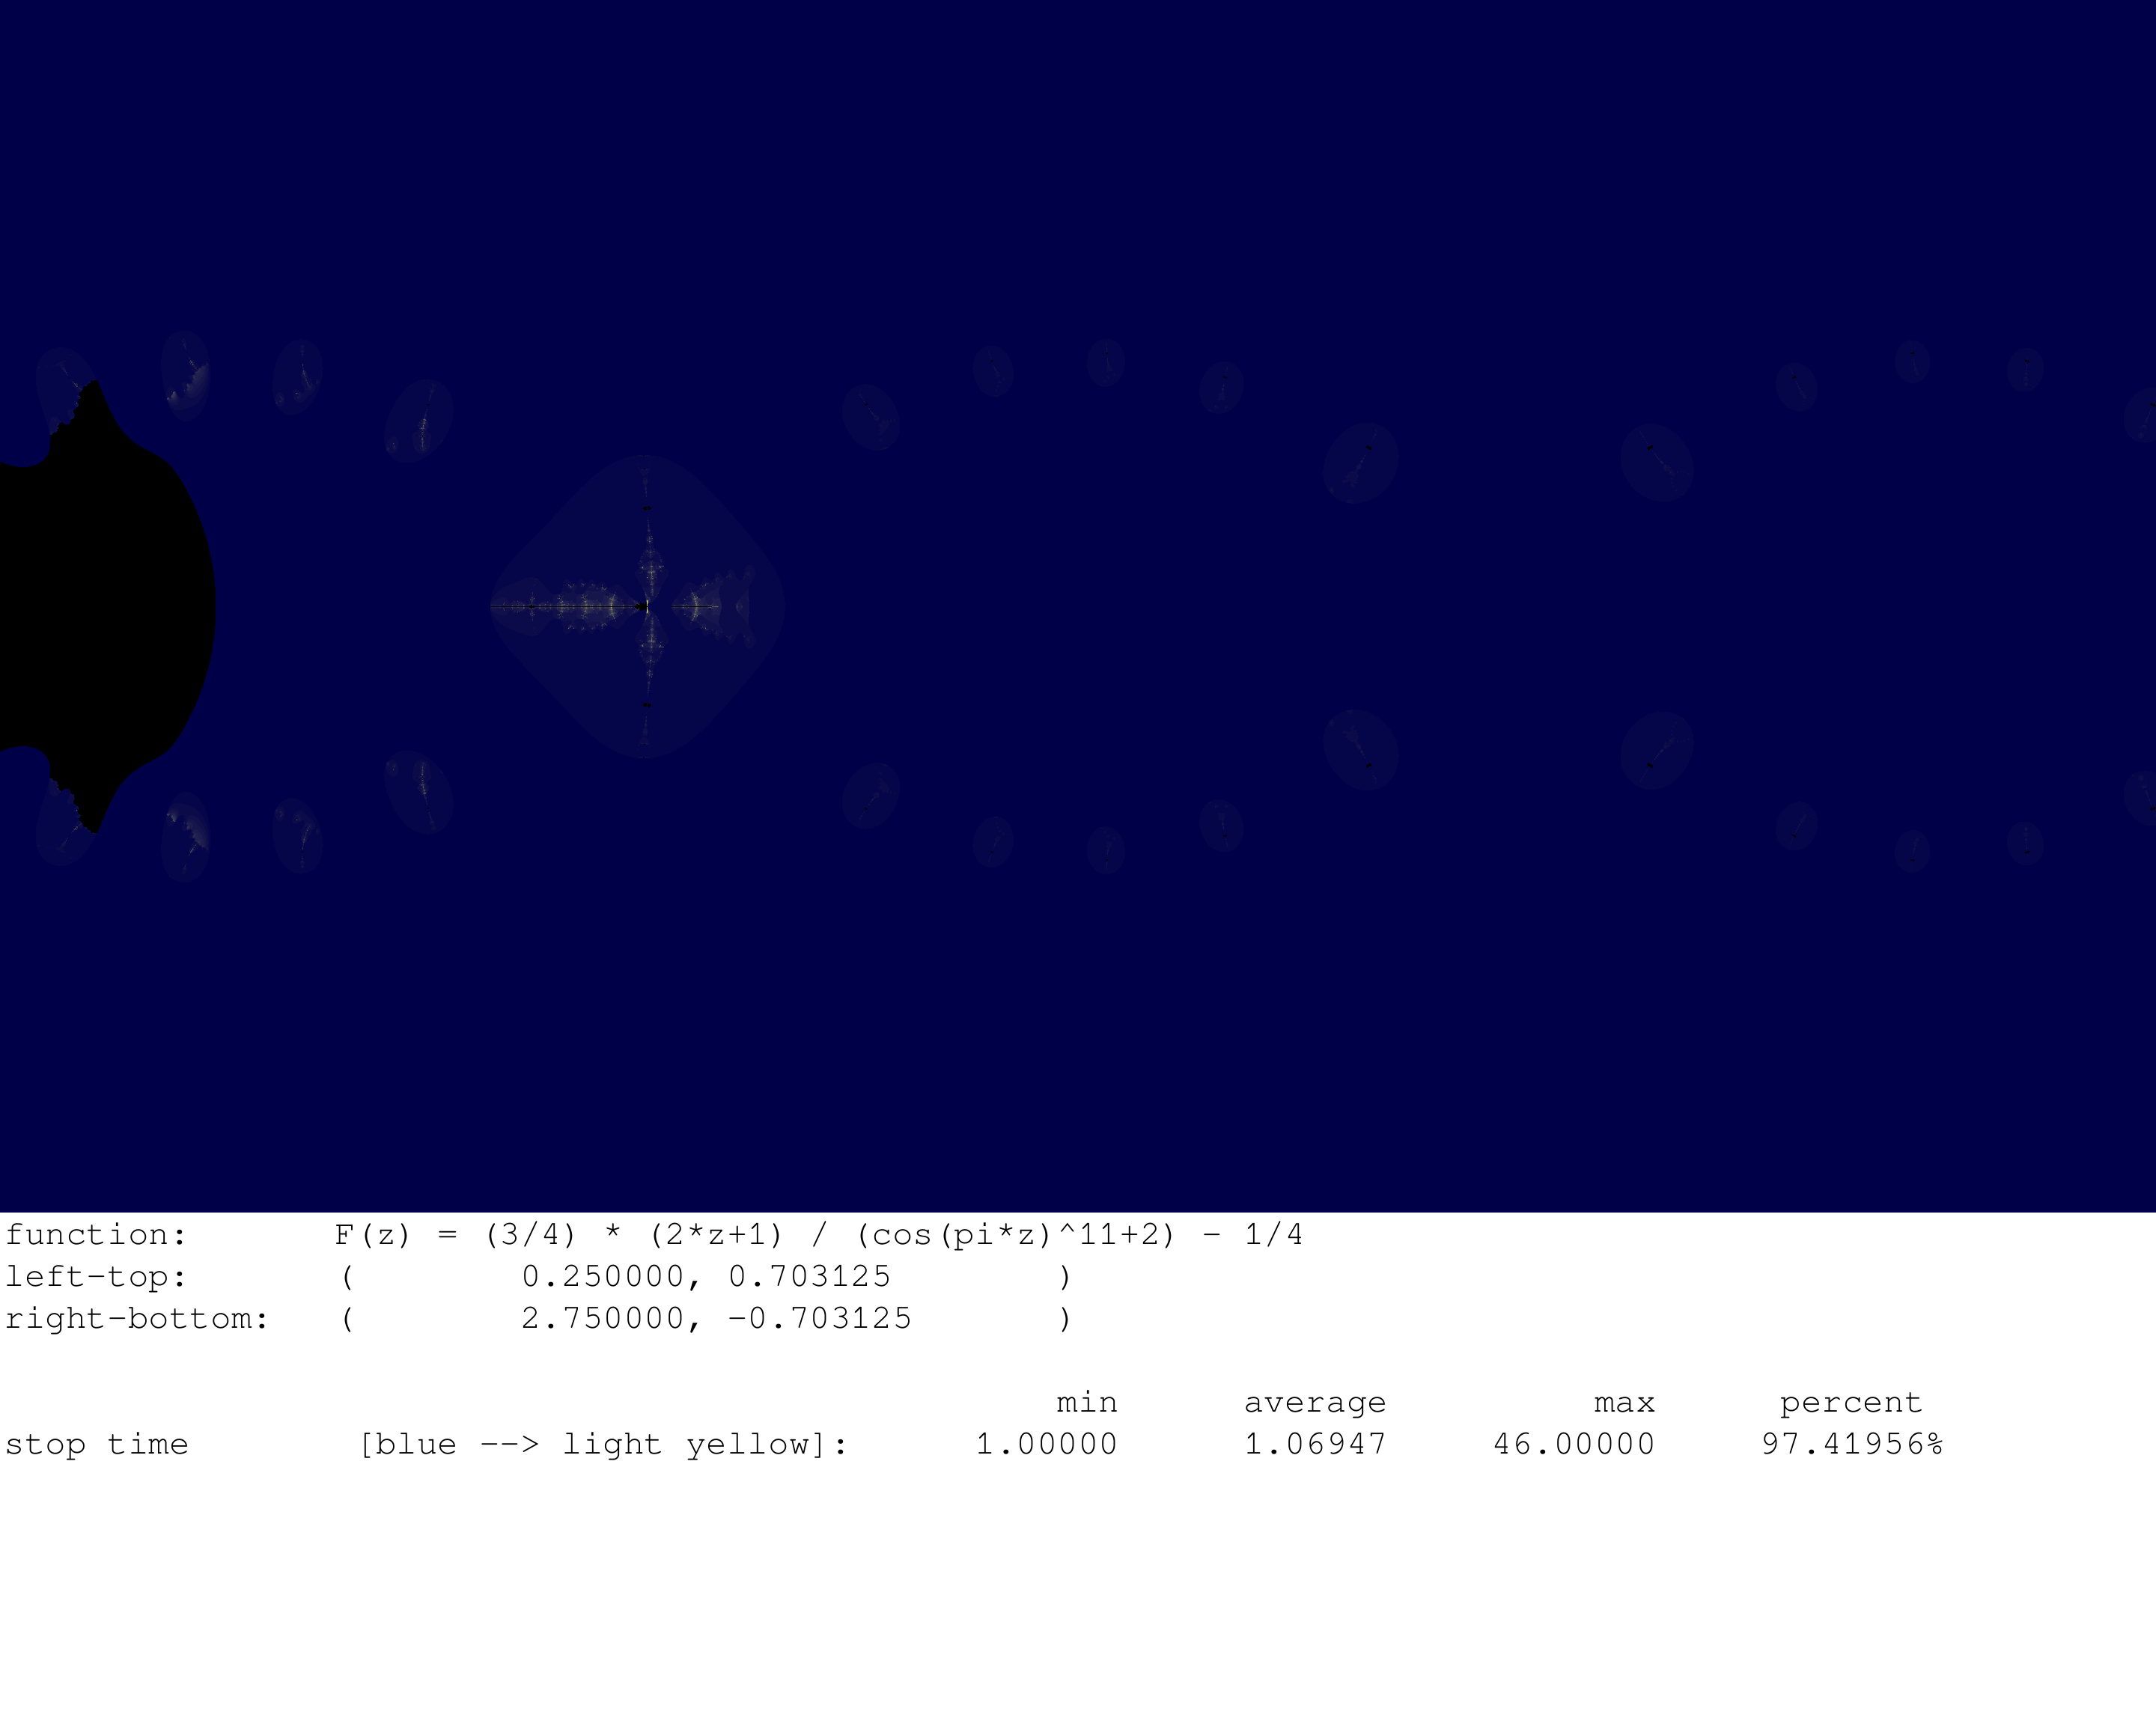 function: F(z) = (3/4) * (2*z+1) / (cos(pi*z)^11+2) - 1/4
left-top: ( 0.250000, 0.703125 )
right-bottom: ( 2.750000, -0.703125 )
min average max percent
stop time [blue --> light yellow]: 1.00000 1.06947 46.00000 97.41956%